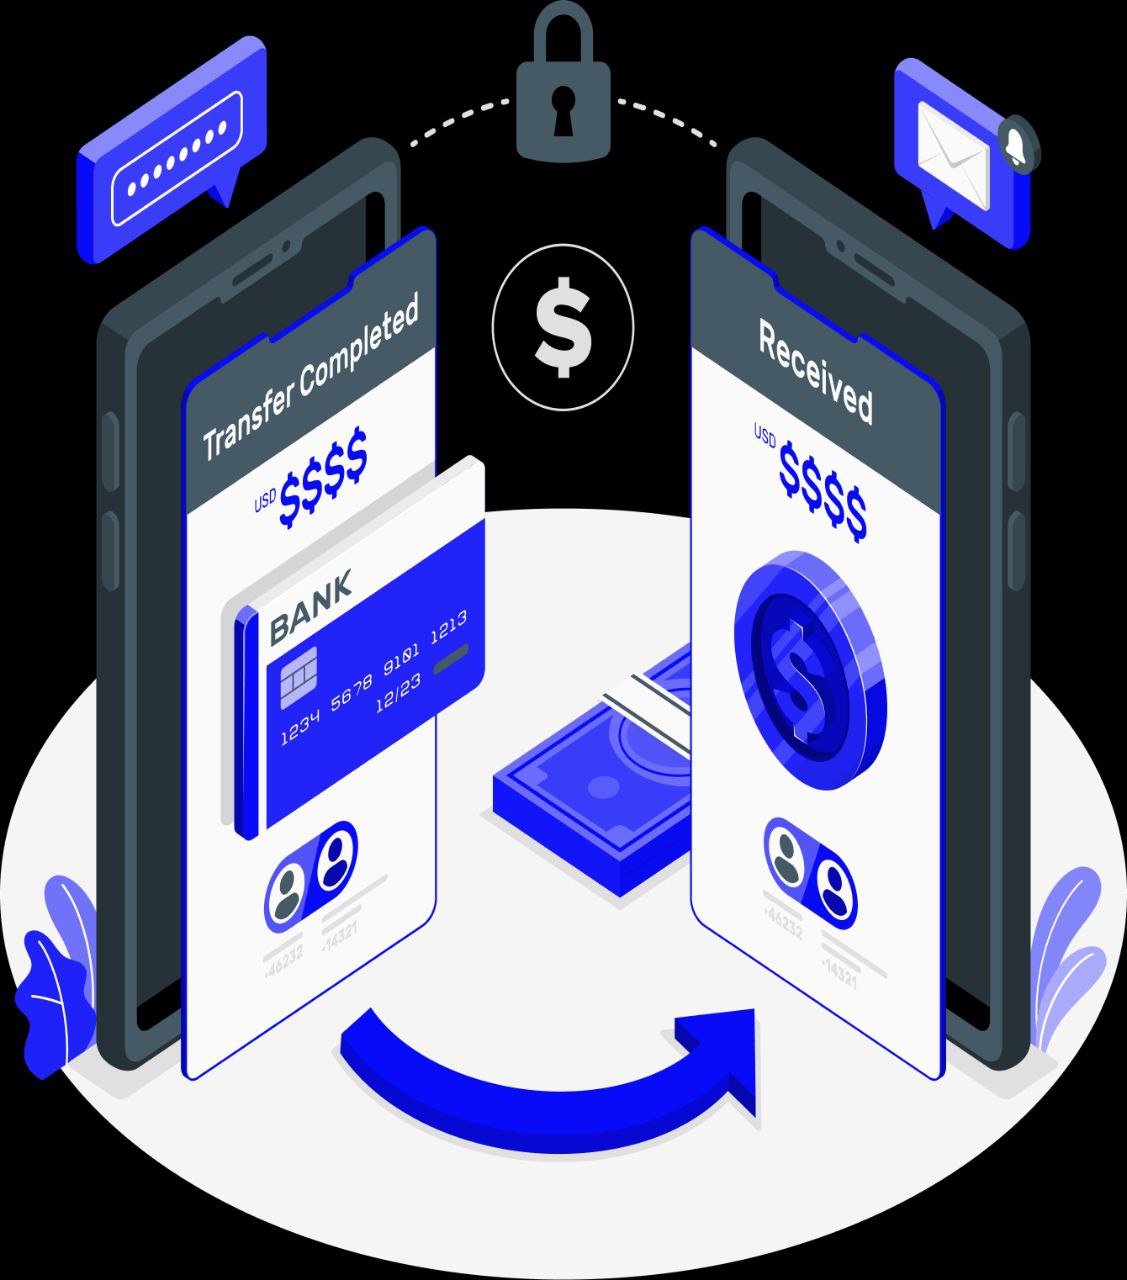 Transfer Completed
USD $$$$
BANK
1234 5678 9101 1213
12/23
*46232
*14321
$
Received
USD $$$$
$
*46232
*14321